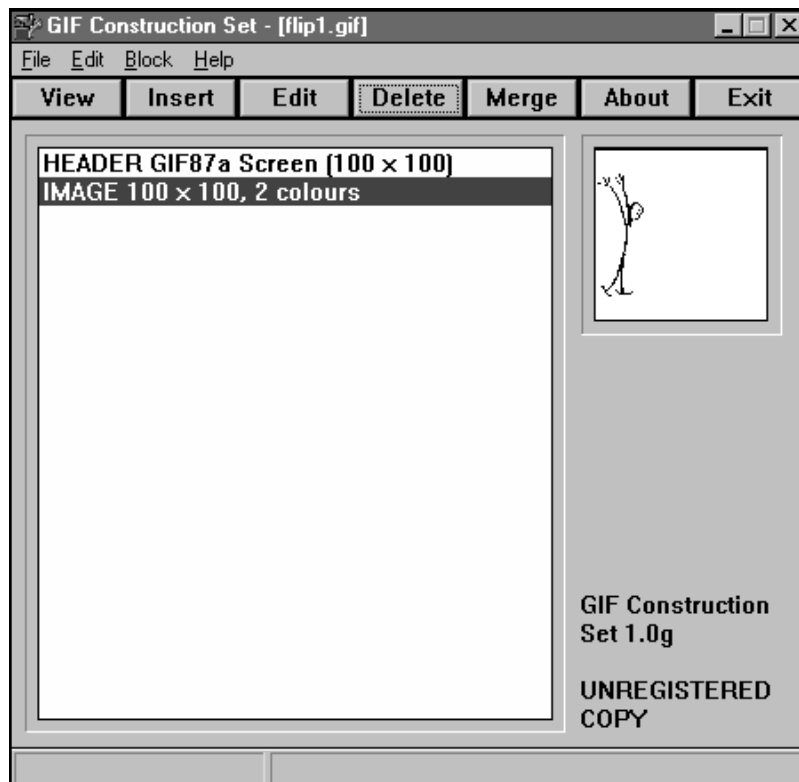 GIF Construction Set - [flip1.gif]
File Edit Block Help
View Insert Edit Delete Merge About Exit
HEADER GIF87a Screen (100 × 100)
IMAGE 100 × 100, 2 colours
GIF Construction
Set 1.0g
UNREGISTERED
COPY